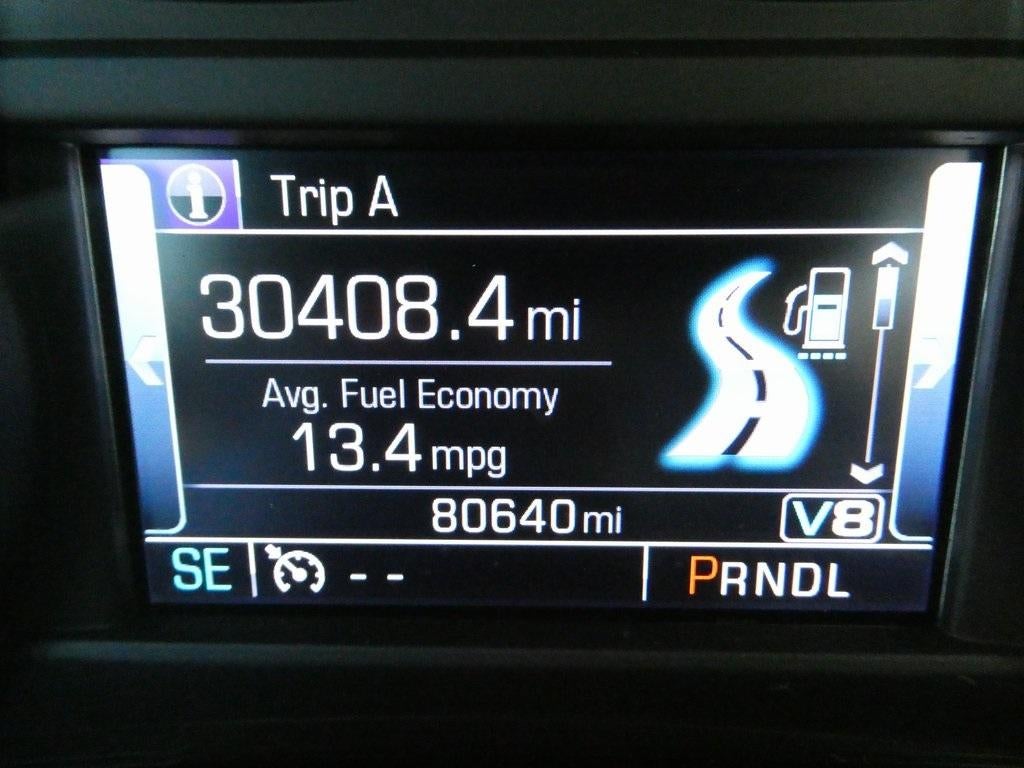 Trip A
30408.4 mi
Avg. Fuel Economy
13.4 mpg
80640 mi V8
SE -- PRNDL